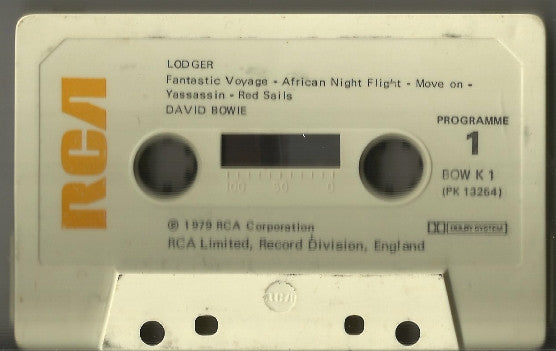 LODGER
Fantastic Voyage - African Night Flight - Move on -
Yassassin - Red Sails
DAVID BOWIE
RCA
PROGRAMME
1
BOW K 1
(PK 13264)
100 50 0
℗ 1979 RCA Corporation
RCA Limited, Record Division, England
DOLBY SYSTEM
RCA